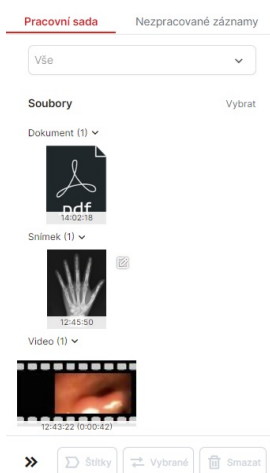 Pracovní sada Nezpracované záznamy
Vše
Soubory Vybrat
Dokument (1)
pdf
14:02:18
Snímek (1)
12:45:50
Video (1)
12:43:22 (0:00:42)
Štítky Vybrané Smazat